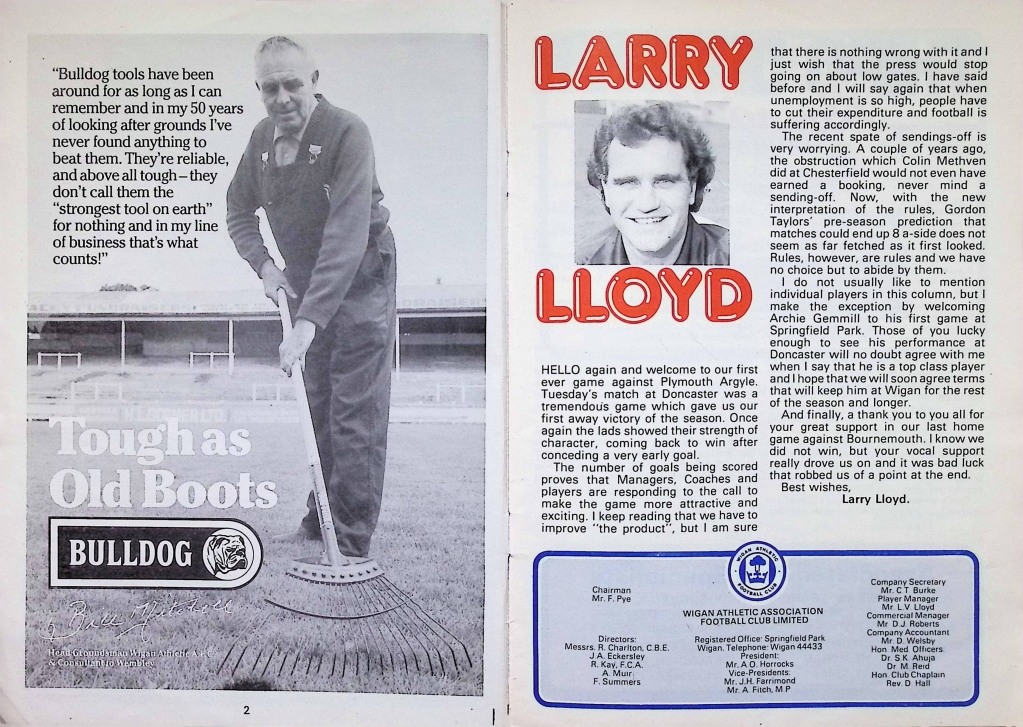 “Bulldog tools have been
around for as long as I can
remember and in my 50 years
of looking after grounds I’ve
never found anything to
beat them. They’re reliable,
and above all tough – they
don’t call them the
“strongest tool on earth”
for nothing and in my line
of business that’s what
counts!”
Tough as
Old Boots
BULLDOG
Bill Mitchell
Head Groundsman Wigan Athletic A.F.C.
& Consultant to Wembley
2
LARRY
LLOYD
HELLO again and welcome to our first
ever game against Plymouth Argyle.
Tuesday’s match at Doncaster was a
tremendous game which gave us our
first away victory of the season. Once
again the lads showed their strength of
character, coming back to win after
conceding a very early goal.
The number of goals being scored
proves that Managers, Coaches and
players are responding to the call to
make the game more attractive and
exciting. I keep reading that we have to
improve “the product”, but I am sure
that there is nothing wrong with it and I
just wish that the press would stop
going on about low gates. I have said
before and I will say again that when
unemployment is so high, people have
to cut their expenditure and football is
suffering accordingly.
The recent spate of sendings-off is
very worrying. A couple of years ago,
the obstruction which Colin Methven
did at Chesterfield would not even have
earned a booking, never mind a
sending-off. Now, with the new
interpretation of the rules, Gordon
Taylors’ pre-season prediction that
matches could end up 8 a-side does not
seem as far fetched as it first looked.
Rules, however, are rules and we have
no choice but to abide by them.
I do not usually like to mention
individual players in this column, but I
make the exception by welcoming
Archie Gemmill to his first game at
Springfield Park. Those of you lucky
enough to see his performance at
Doncaster will no doubt agree with me
when I say that he is a top class player
and I hope that we will soon agree terms
that will keep him at Wigan for the rest
of the season and longer.
And finally, a thank you to you all for
your great support in our last home
game against Bournemouth. I know we
did not win, but your vocal support
really drove us on and it was bad luck
that robbed us of a point at the end.
Best wishes,
Larry Lloyd.
WIGAN ATHLETIC
FOOTBALL CLUB
Chairman
Mr. F. Pye
Directors:
Messrs. R. Charlton, C.B.E.
J.A. Eckersley
R. Kay, F.C.A.
A. Muir
F. Summers
WIGAN ATHLETIC ASSOCIATION
FOOTBALL CLUB LIMITED
Registered Office: Springfield Park
Wigan. Telephone: Wigan 44433
President:
Mr. A.O. Horrocks
Vice-Presidents:
Mr. J.H. Farrimond
Mr. A. Fitch, M.P
Company Secretary
Mr. C.T. Burke
Player Manager
Mr. L.V. Lloyd
Commercial Manager
Mr. D.J. Roberts
Company Accountant
Mr. D. Welsby
Hon. Med. Officers
Dr. S.K. Ahuja
Dr. M. Reid
Hon. Club Chaplain
Rev. D. Hall